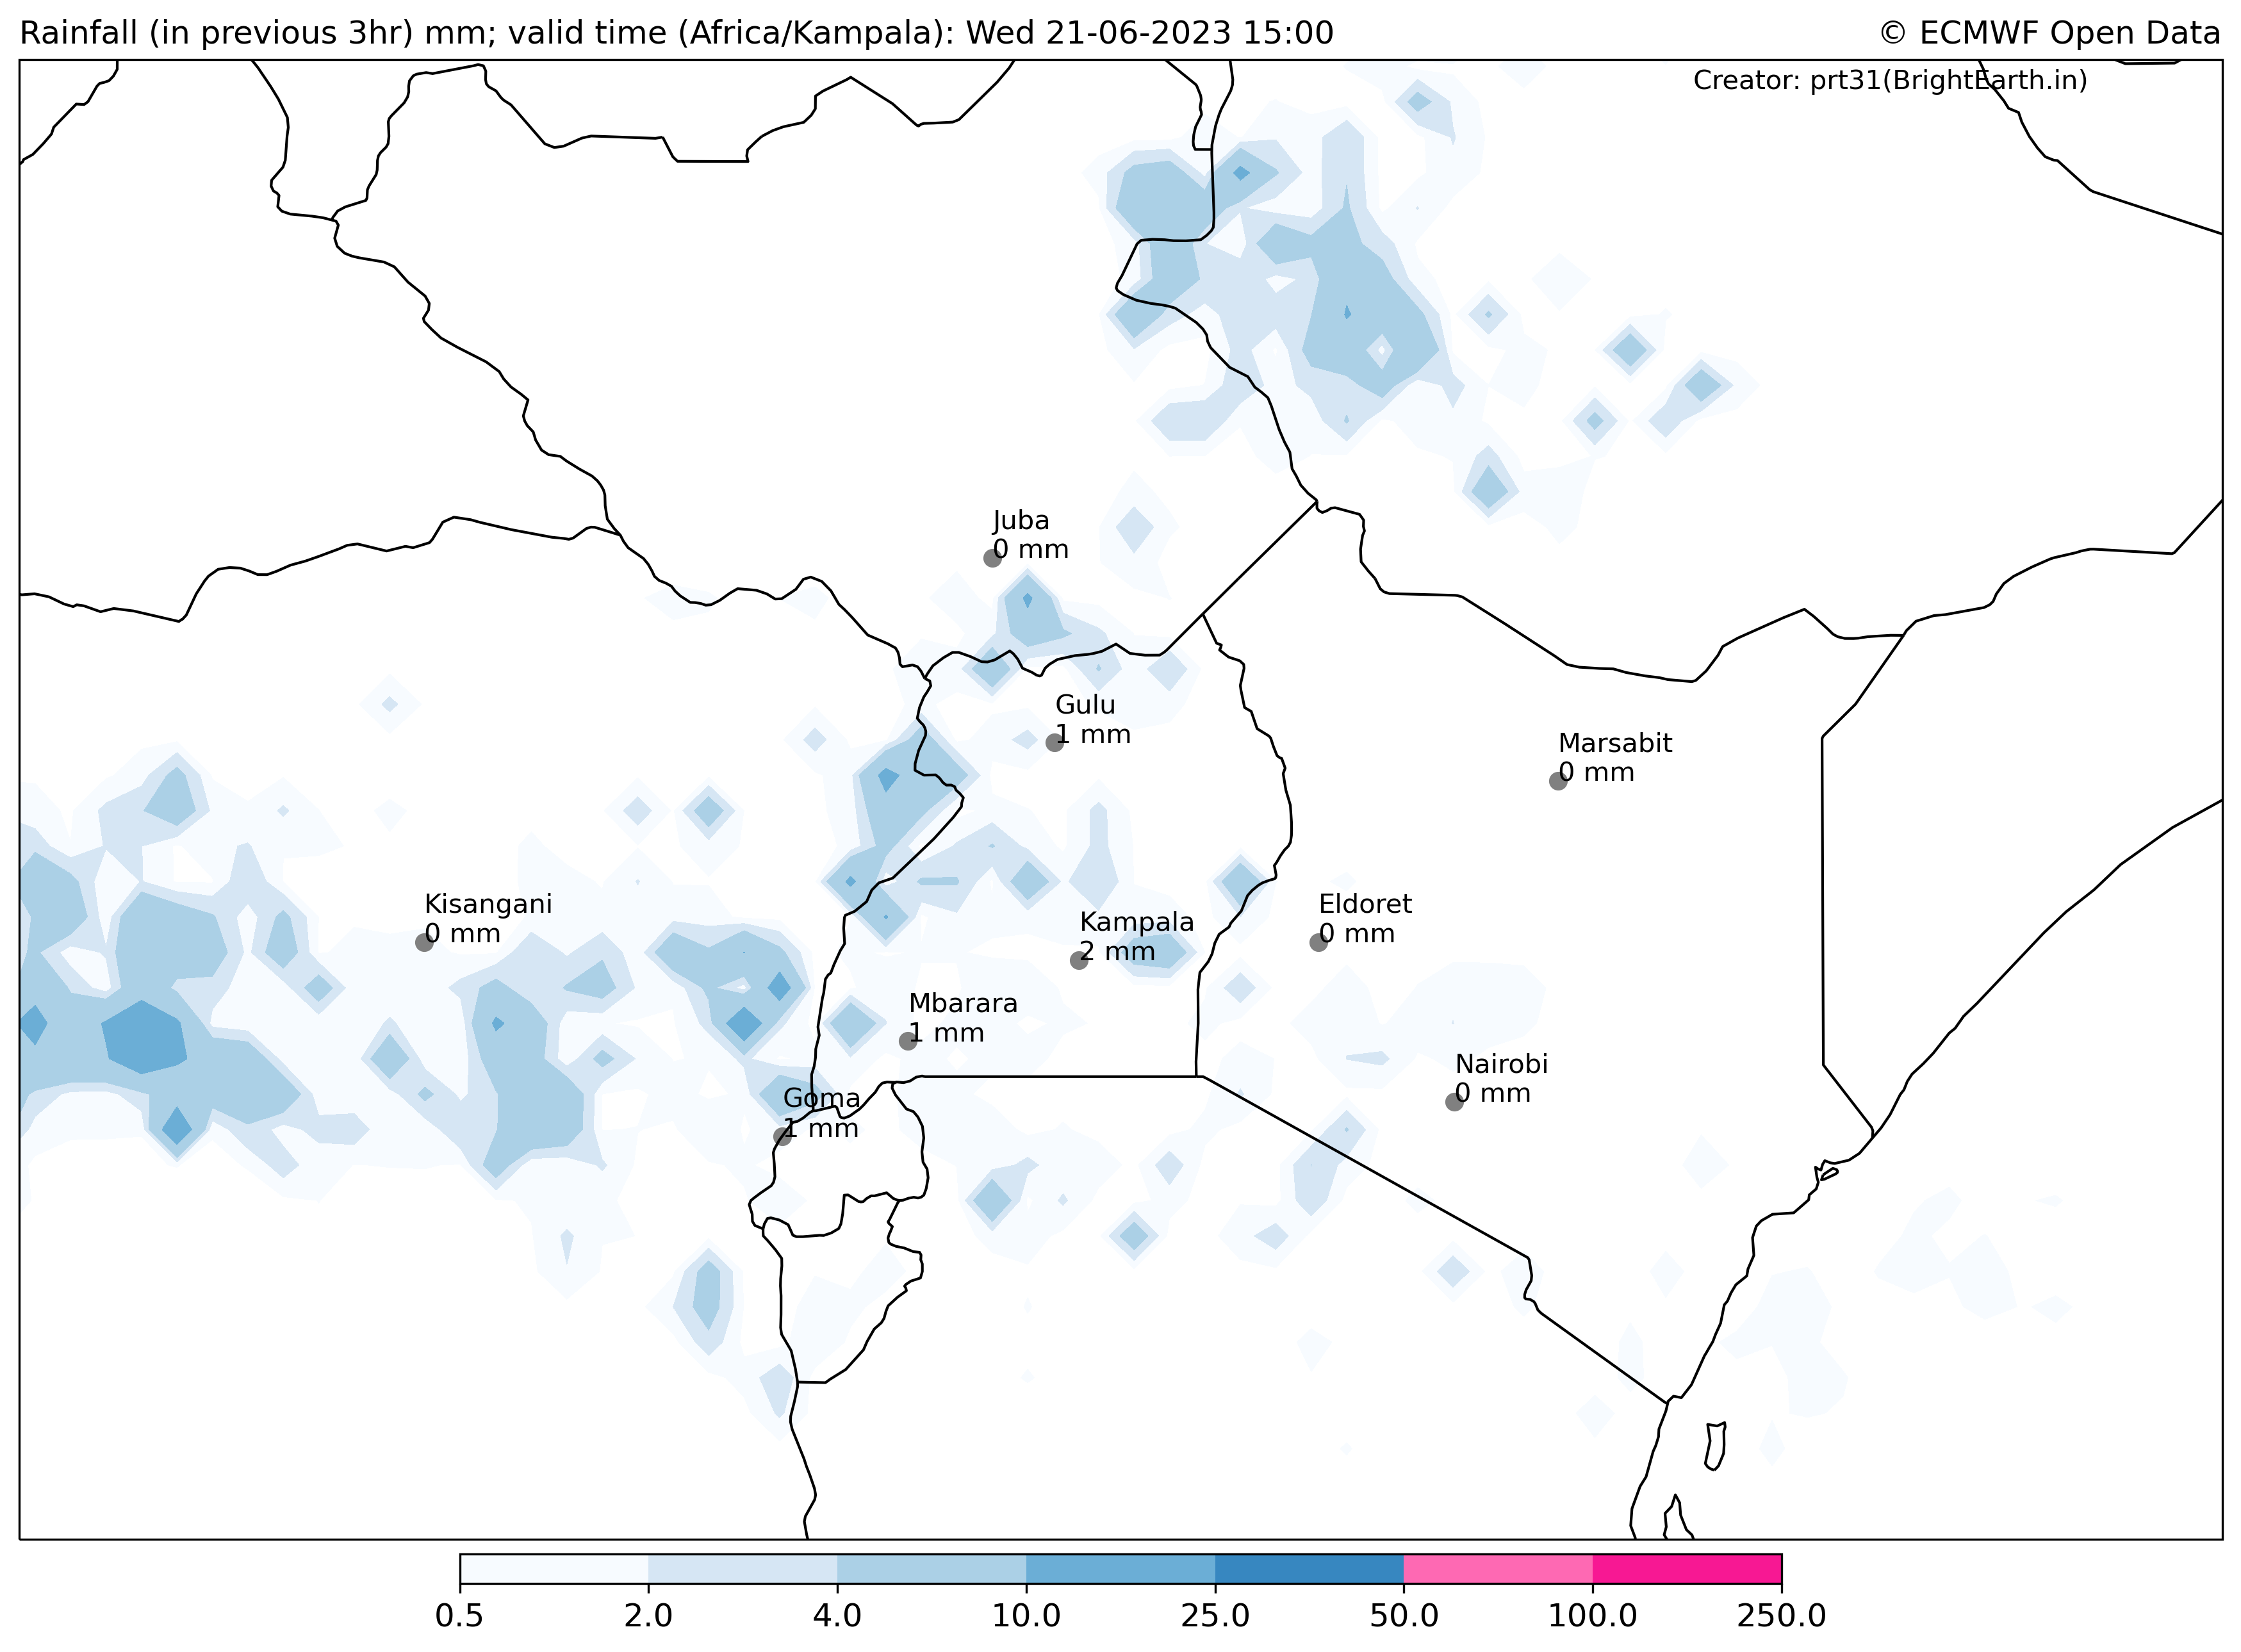 Rainfall (in previous 3hr) mm; valid time (Africa/Kampala): Wed 21-06-2023 15:00
© ECMWF Open Data
Creator: prt31(BrightEarth.in)
Juba
0 mm
Gulu
1 mm
Marsabit
0 mm
Kisangani
0 mm
Eldoret
0 mm
Kampala
2 mm
Mbarara
1 mm
Nairobi
0 mm
Goma
1 mm
0.5 2.0 4.0 10.0 25.0 50.0 100.0 250.0